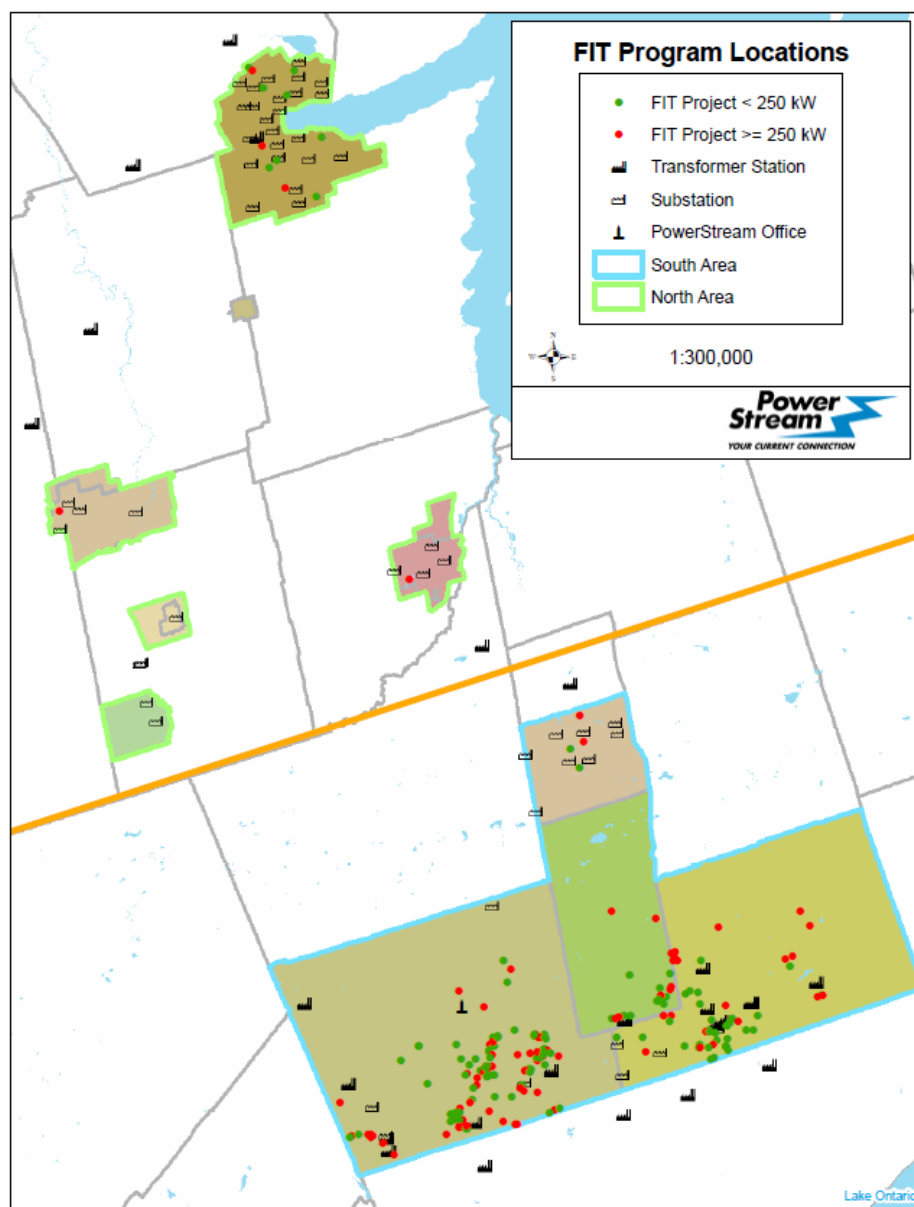 FIT Program Locations
FIT Project < 250 kW
FIT Project >= 250 kW
Transformer Station
Substation
PowerStream Office
South Area
North Area
N
W
E
S
1:300,000
Power
Stream
YOUR CURRENT CONNECTION
Lake Ontario